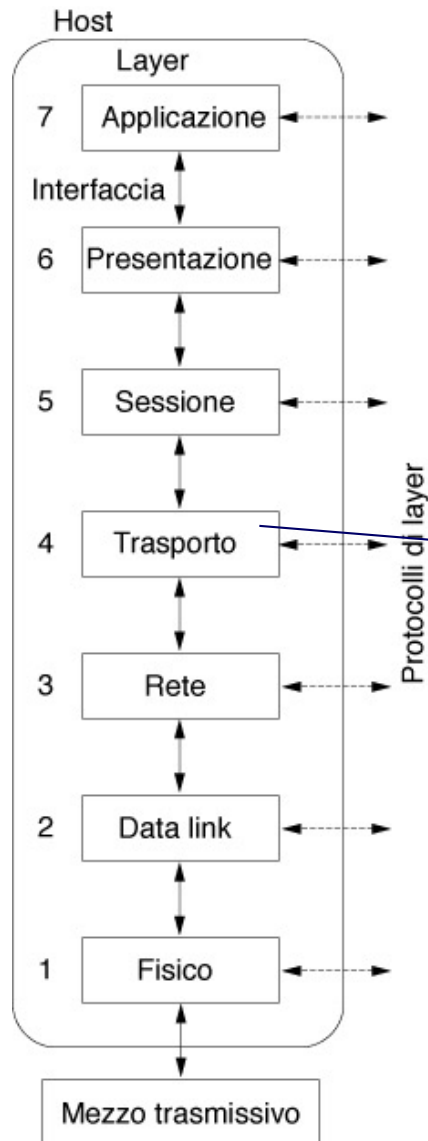 Host
Layer
7 Applicazione
Interfaccia
6 Presentazione
5 Sessione
4 Trasporto
Protocolli di layer
3 Rete
2 Data link
1 Fisico
Mezzo trasmissivo